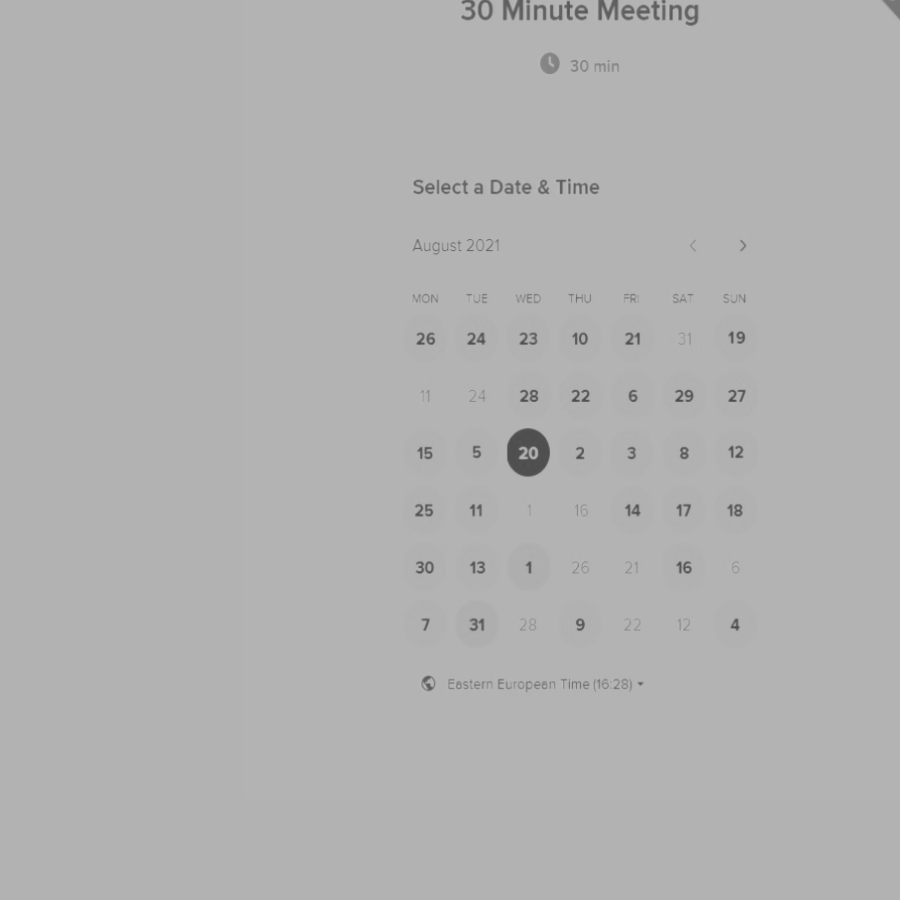 30 Minute Meeting
30 min
Select a Date & Time
August 2021
MON TUE WED THU FRI SAT SUN
26 24 23 10 21 31 19
11 24 28 22 6 29 27
15 5 20 2 3 8 12
25 11 1 16 14 17 18
30 13 1 26 21 16 6
7 31 28 9 22 12 4
Eastern European Time (16:28)